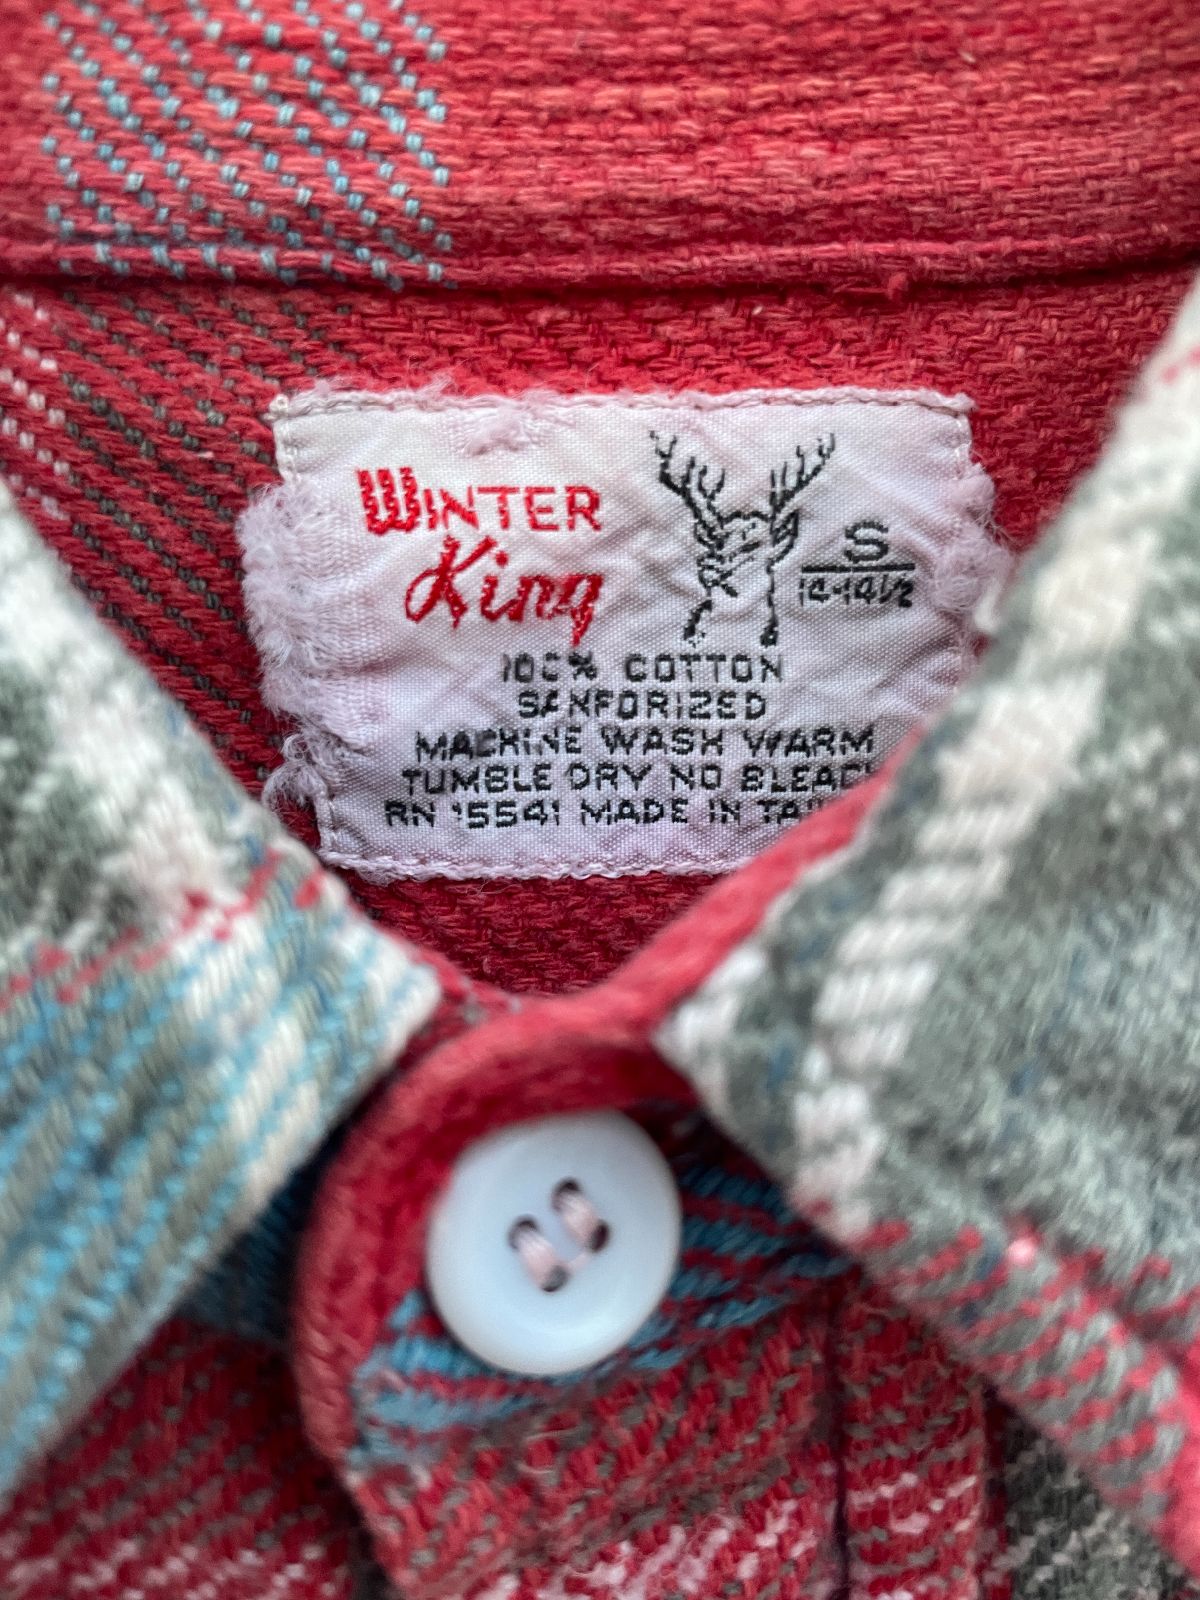 WINTER
King
S
14-14½
100% COTTON
SANFORIZED
MACHINE WASH WARM
TUMBLE DRY NO BLEACH
RN 15541 MADE IN